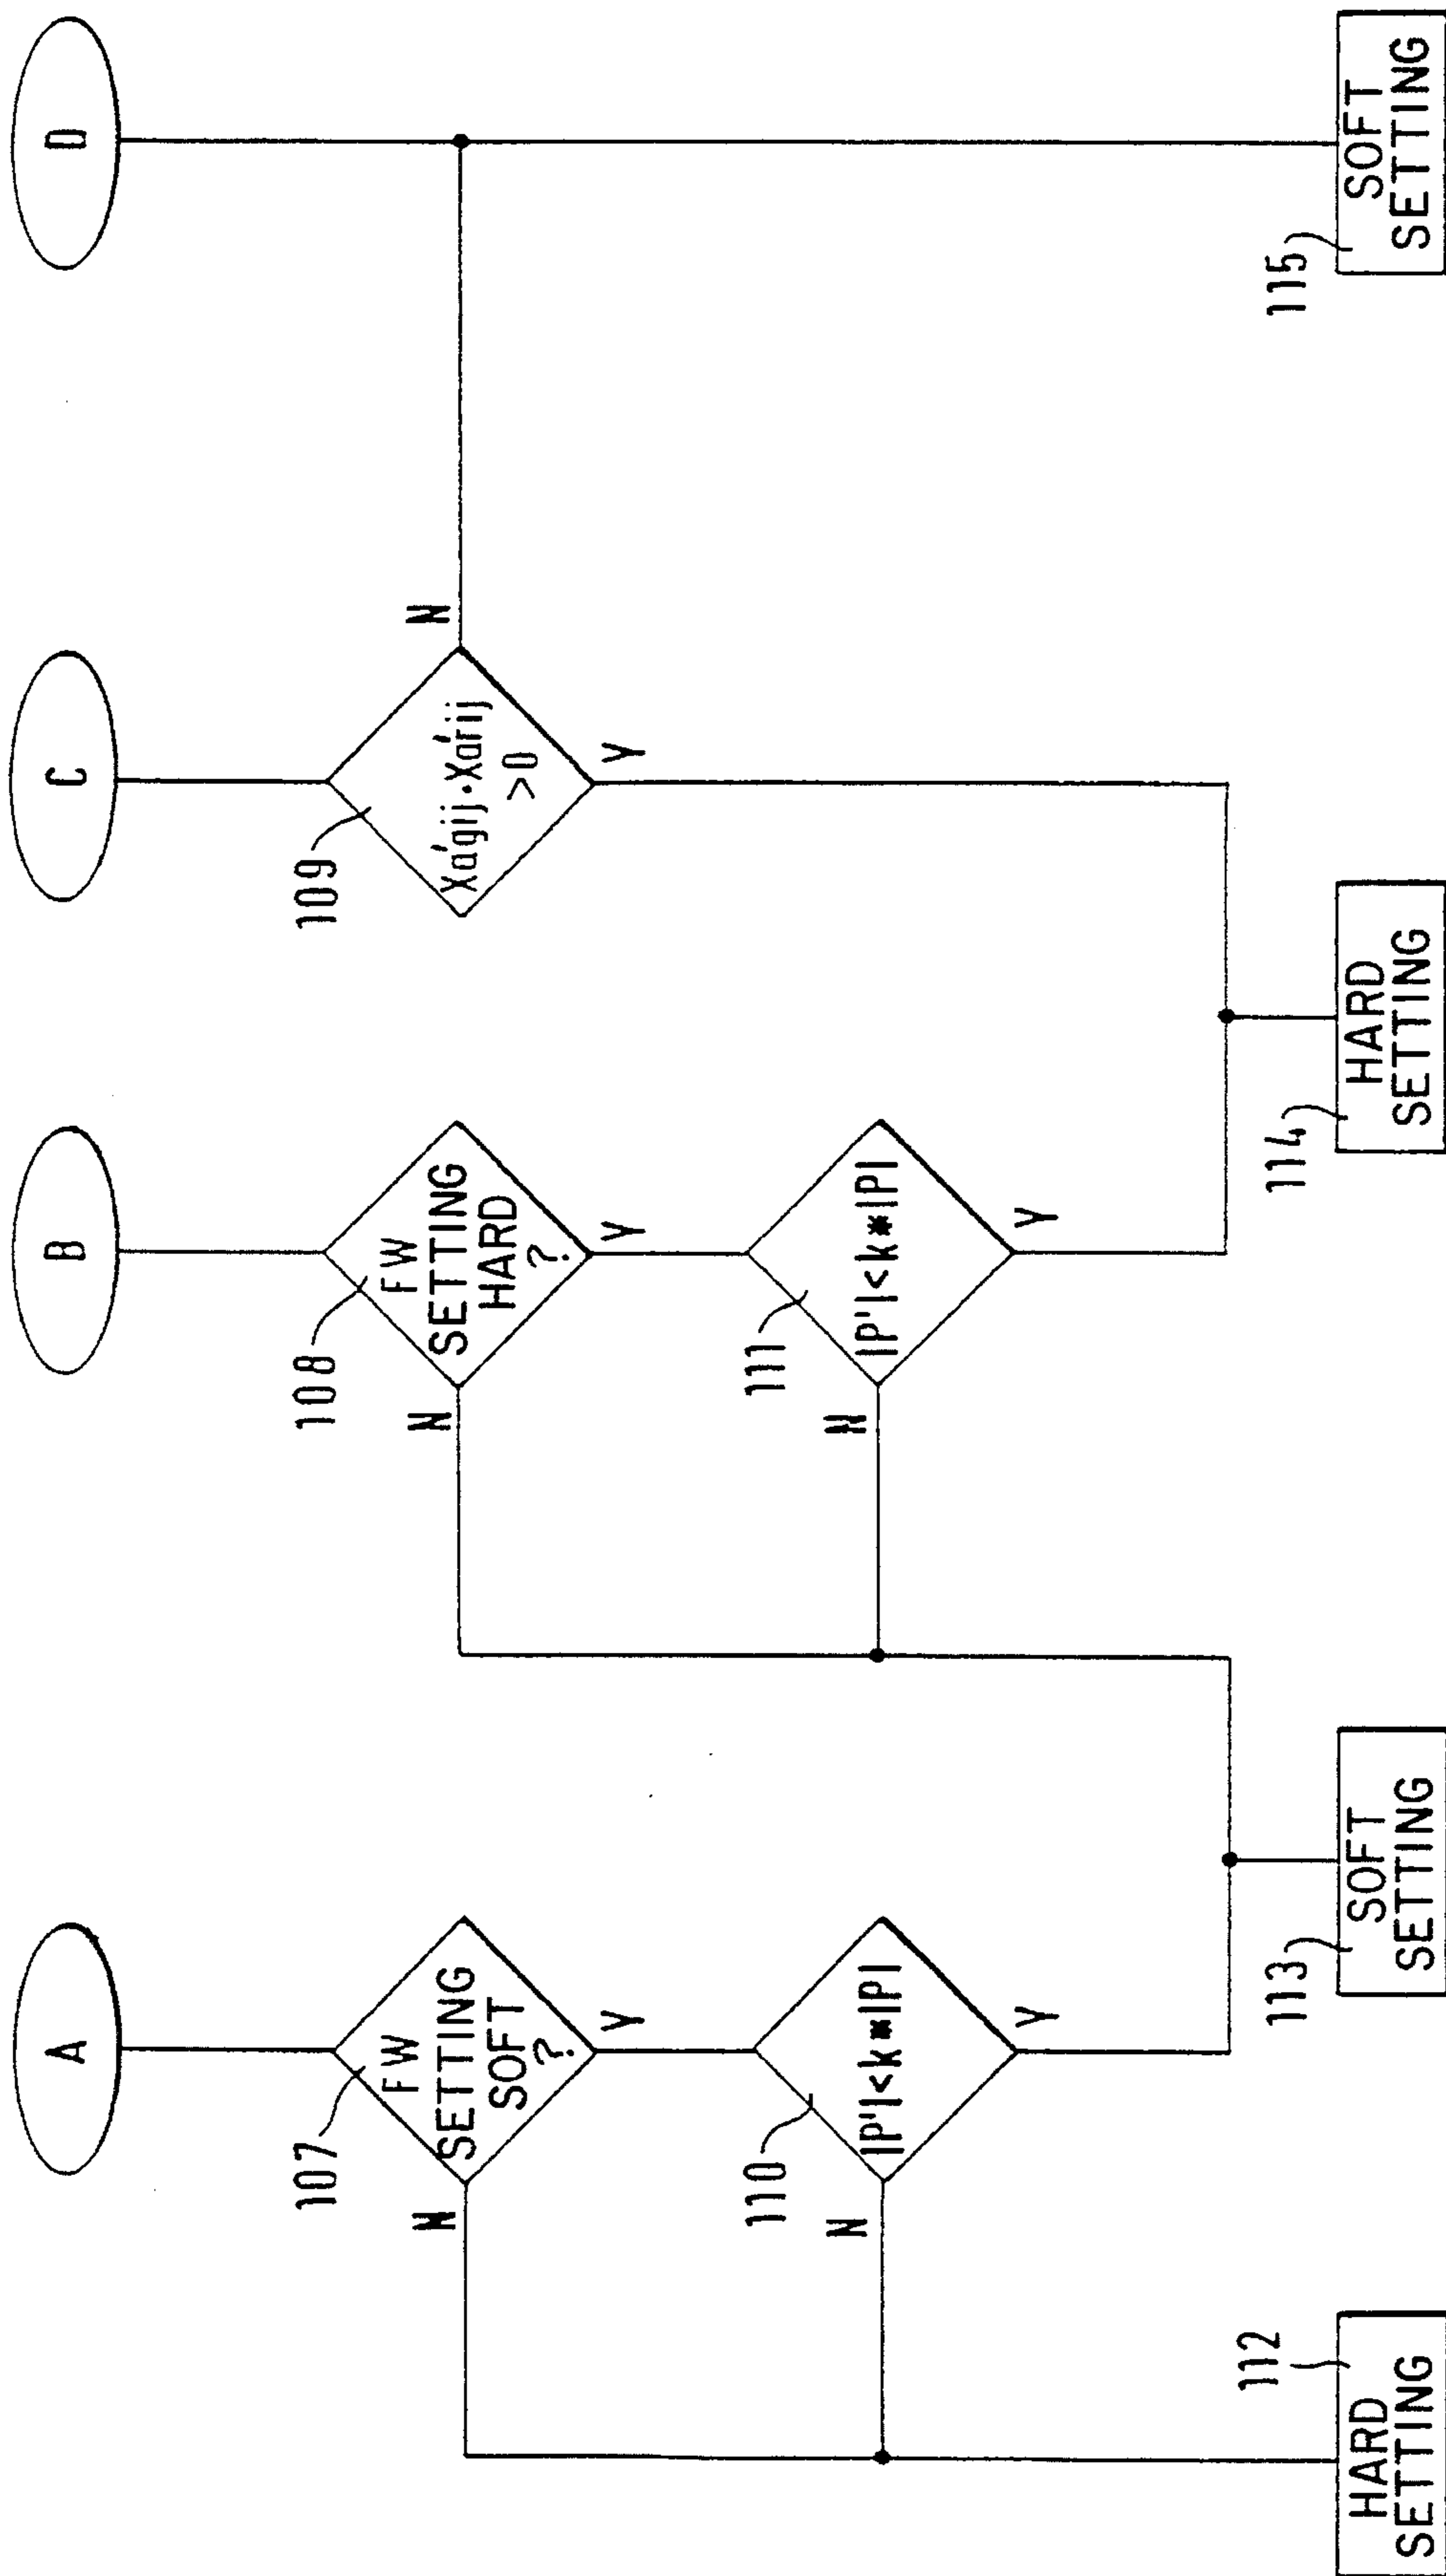 A
B
C
D
107
FW
SETTING
SOFT
?
N
Y
108
FW
SETTING
HARD
?
N
Y
109
Xa'gij·Xa'rij
>0
N
Y
110
|P'|<k*|P|
N
Y
111
|P'|<k*|P|
N
Y
112
HARD
SETTING
113
SOFT
SETTING
114
HARD
SETTING
115
SOFT
SETTING